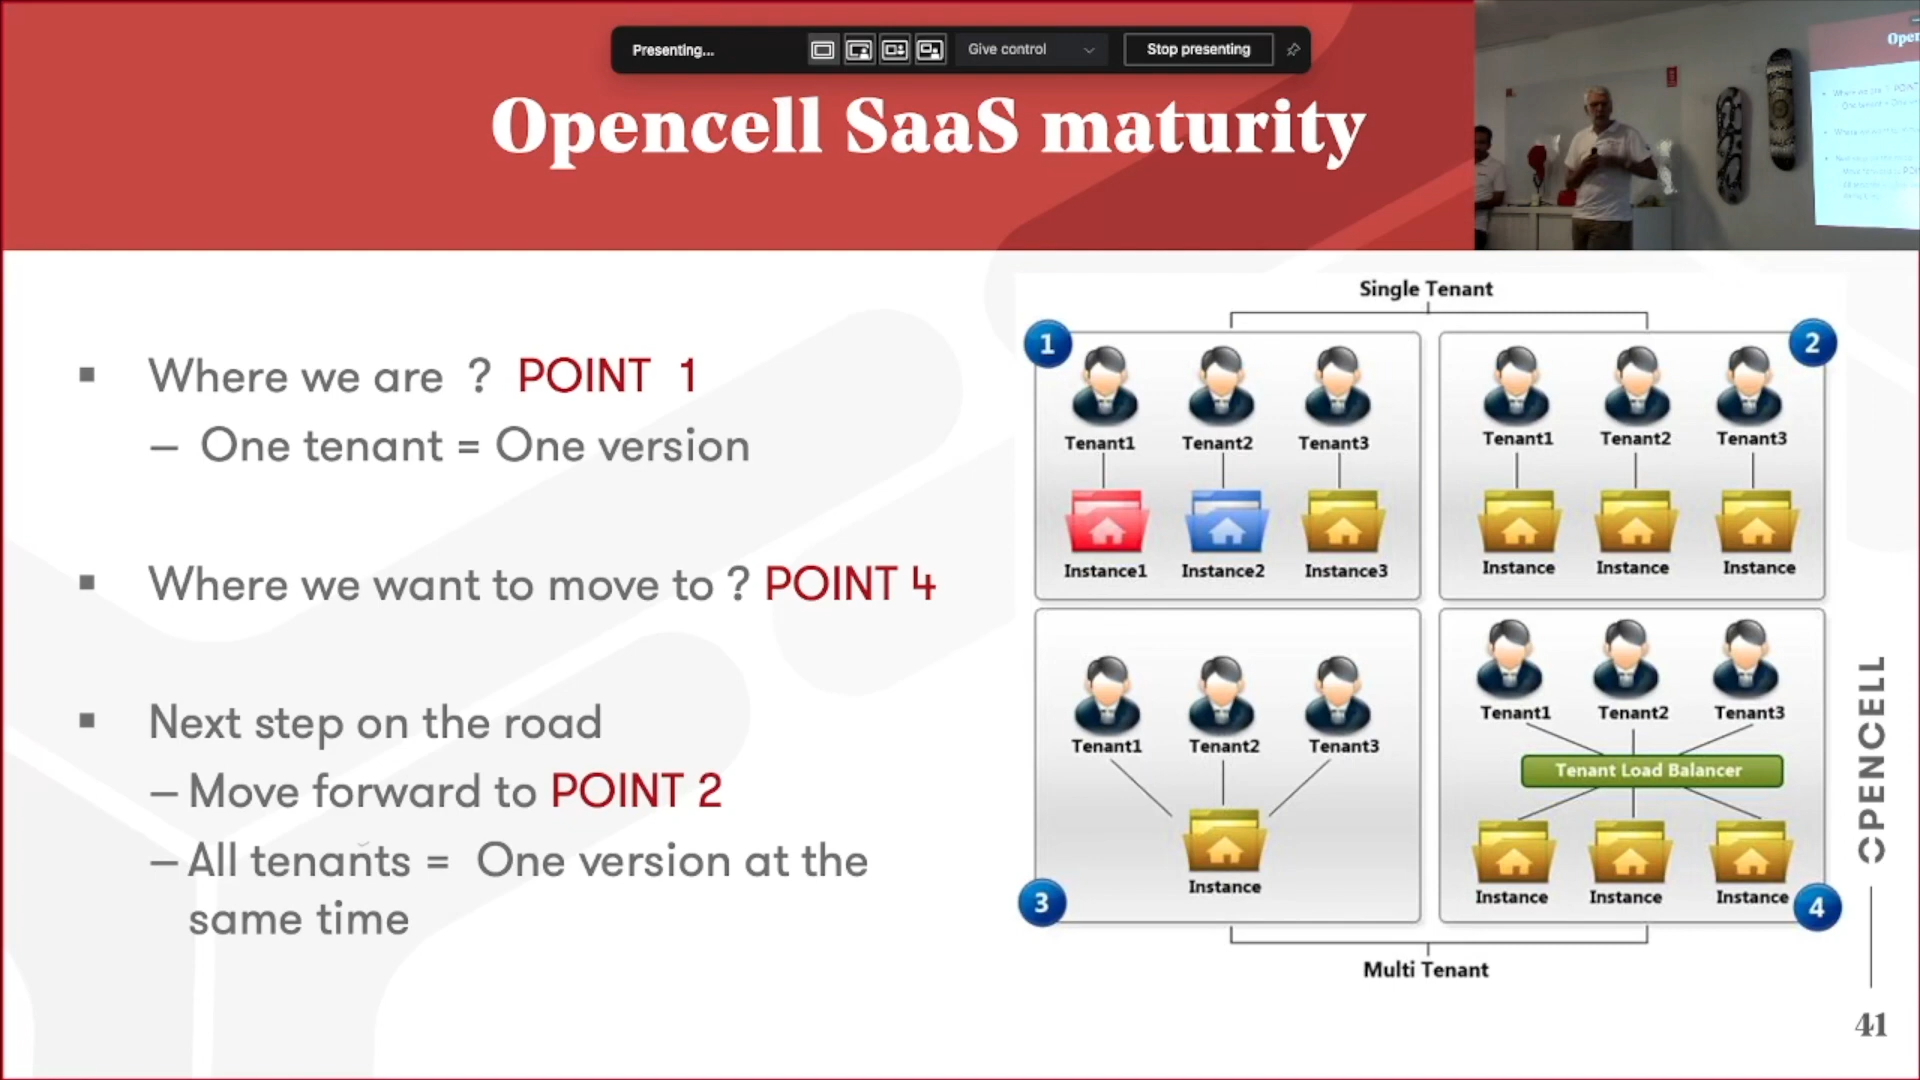 Presenting...
Give control
Stop presenting
Opencell SaaS maturity
Where we are ? POINT 1
– One tenant = One version
Where we want to move to ? POINT 4
Next step on the road
– Move forward to POINT 2
– All tenants = One version at the
same time
Single Tenant
1
Tenant1 Tenant2 Tenant3
Instance1 Instance2 Instance3
2
Tenant1 Tenant2 Tenant3
Instance Instance Instance
Tenant1 Tenant2 Tenant3
Instance
3
Tenant1 Tenant2 Tenant3
Tenant Load Balancer
Instance Instance Instance
4
Multi Tenant
OPENCELL
41